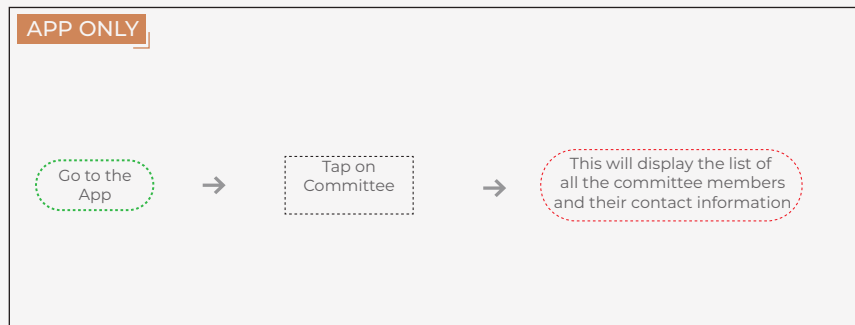 APP ONLY
Go to the
App
Tap on
Committee
This will display the list of
all the committee members
and their contact information